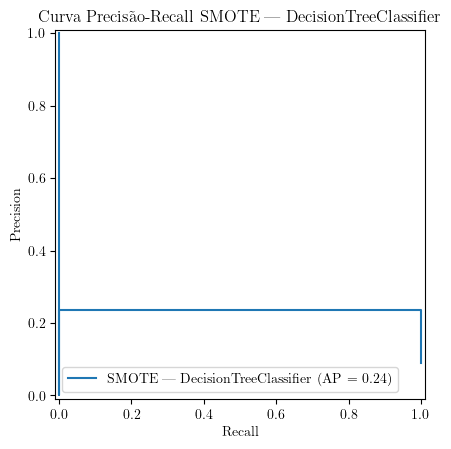 Curva Precisão-Recall SMOTE — DecisionTreeClassifier
1.0
0.8
0.6
0.4
0.2
0.0
Precision
SMOTE — DecisionTreeClassifier (AP = 0.24)
0.0 0.2 0.4 0.6 0.8 1.0
Recall